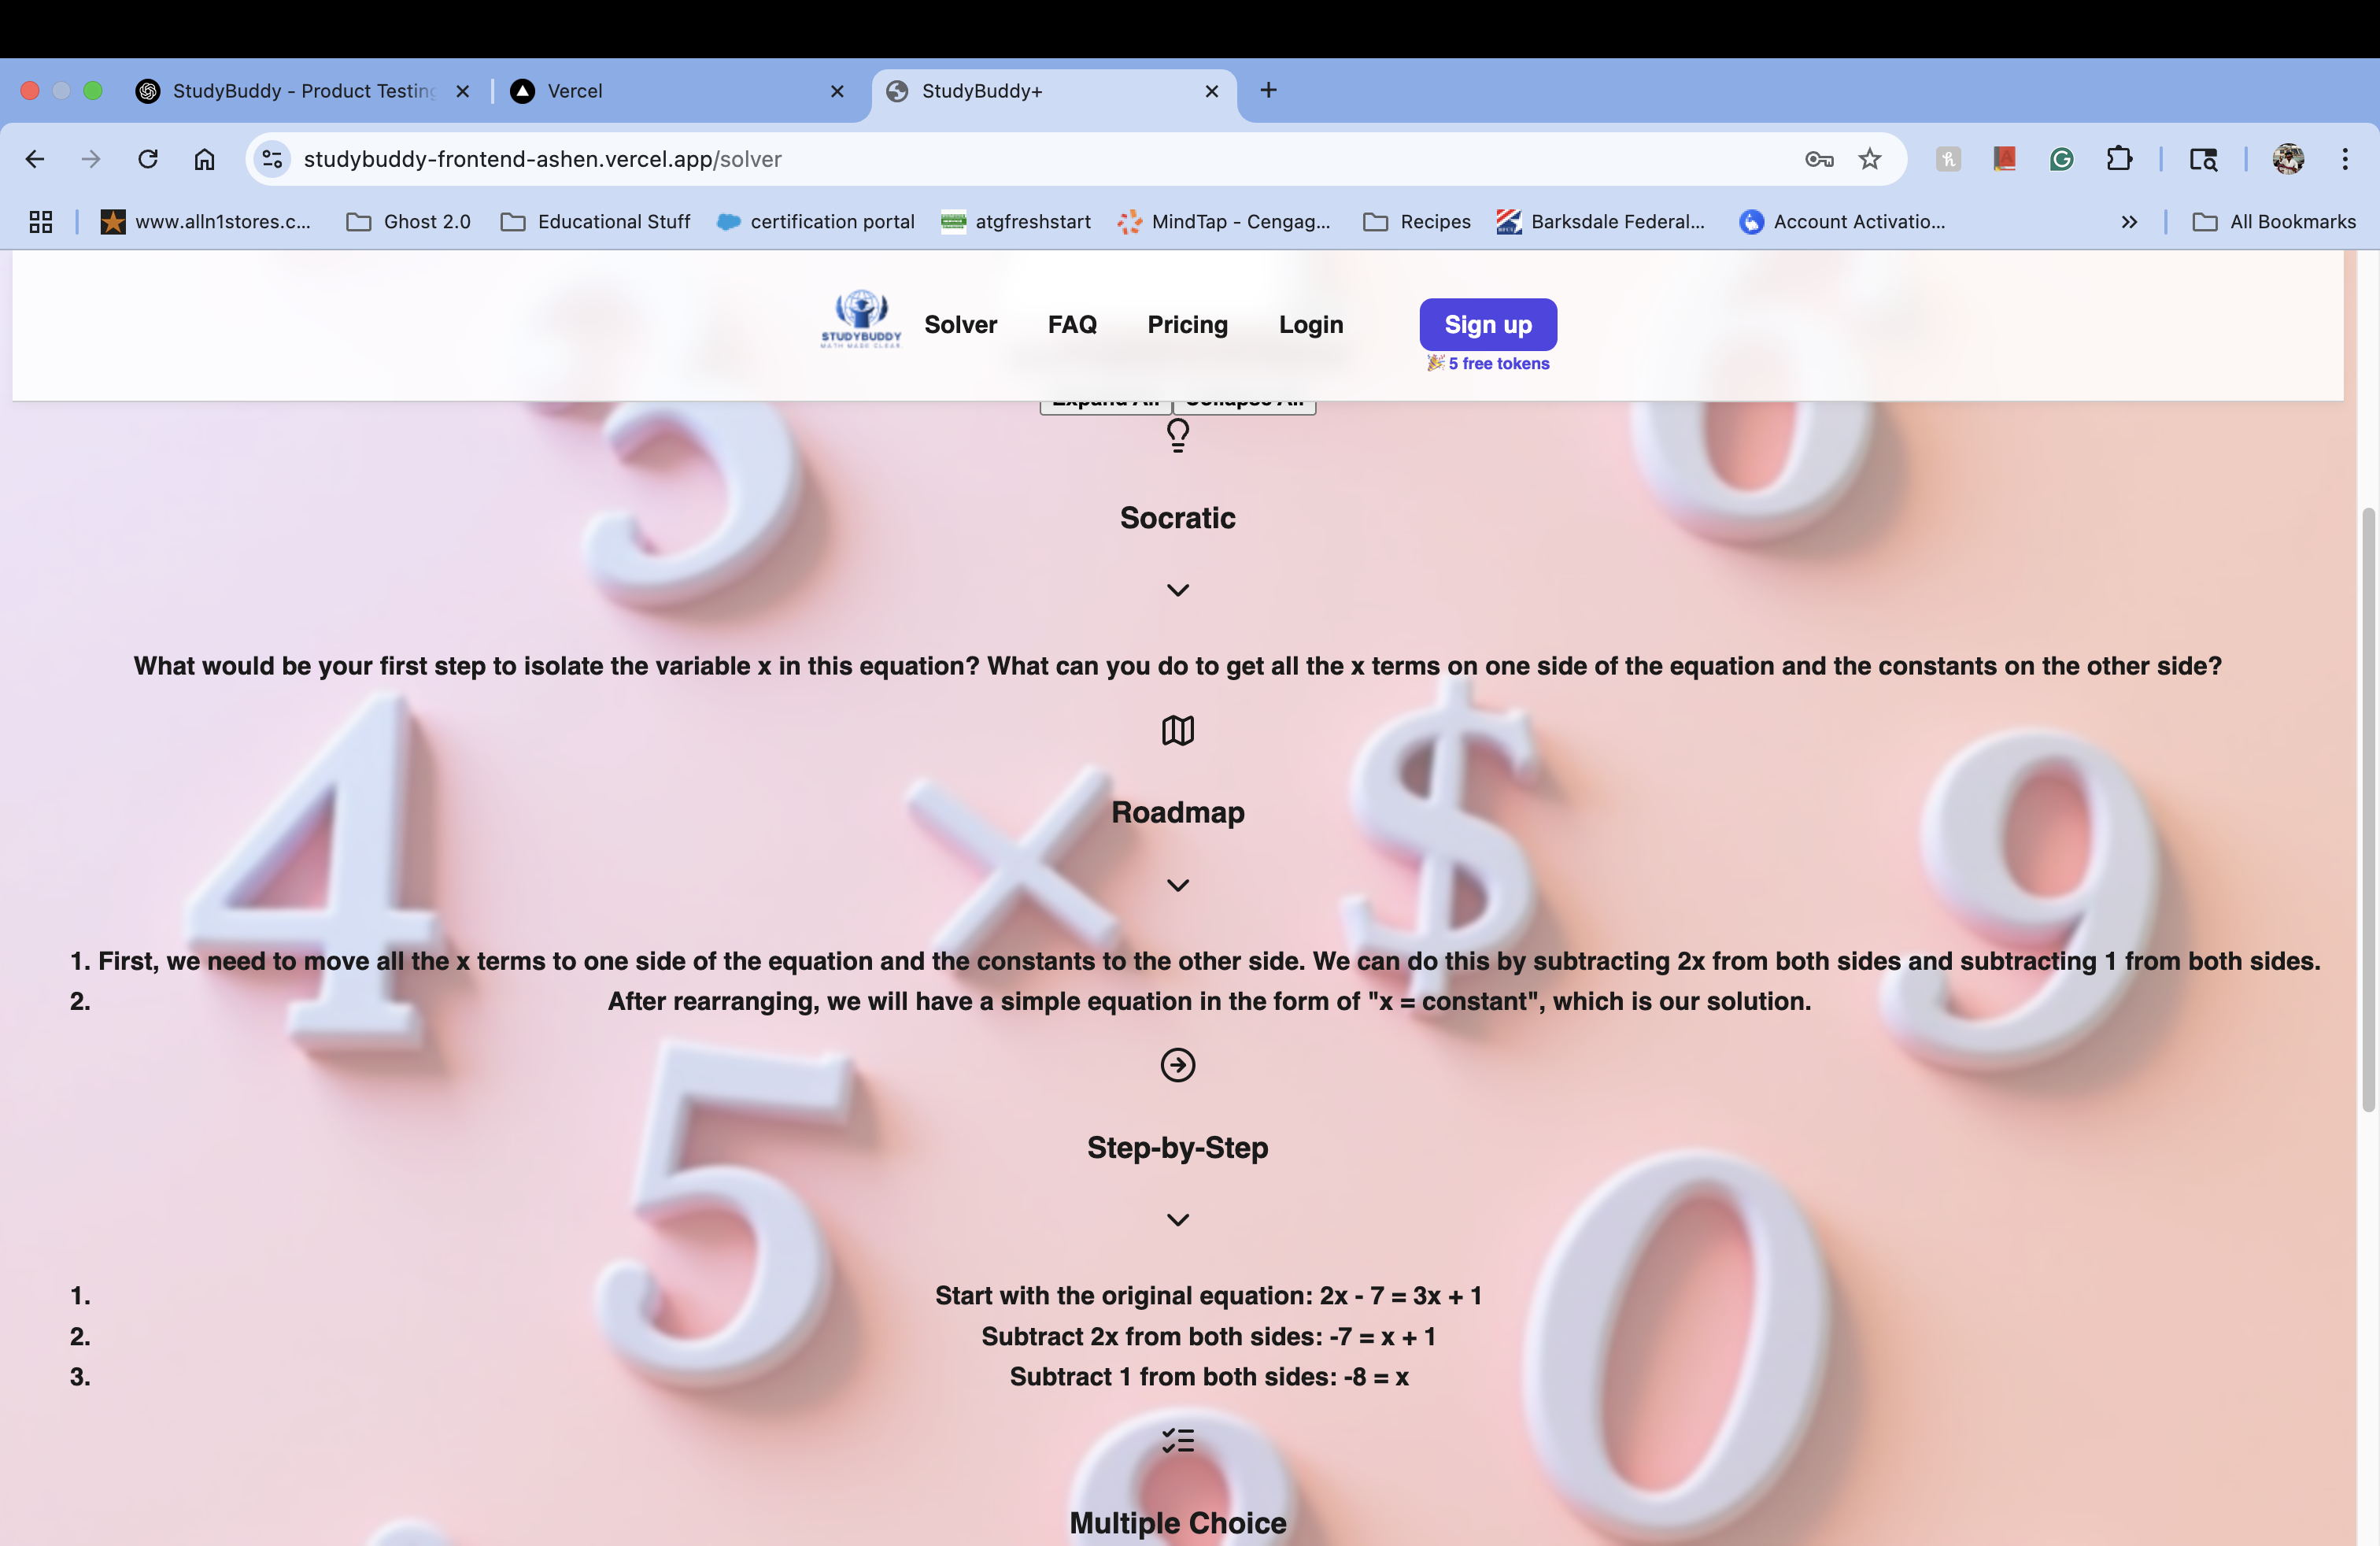 StudyBuddy - Product Testing
Vercel
StudyBuddy+
studybuddy-frontend-ashen.vercel.app/solver
www.alln1stores.c...
Ghost 2.0
Educational Stuff
certification portal
atgfreshstart
MindTap - Cengag...
Recipes
Barksdale Federal...
Account Activatio...
All Bookmarks
STUDYBUDDY
MATH MADE CLEAR
Solver
FAQ
Pricing
Login
Sign up
5 free tokens
Expand All
Collapse All
Socratic
What would be your first step to isolate the variable x in this equation? What can you do to get all the x terms on one side of the equation and the constants on the other side?
Roadmap
1. First, we need to move all the x terms to one side of the equation and the constants to the other side. We can do this by subtracting 2x from both sides and subtracting 1 from both sides.
2. After rearranging, we will have a simple equation in the form of "x = constant", which is our solution.
Step-by-Step
1. Start with the original equation: 2x - 7 = 3x + 1
2. Subtract 2x from both sides: -7 = x + 1
3. Subtract 1 from both sides: -8 = x
Multiple Choice